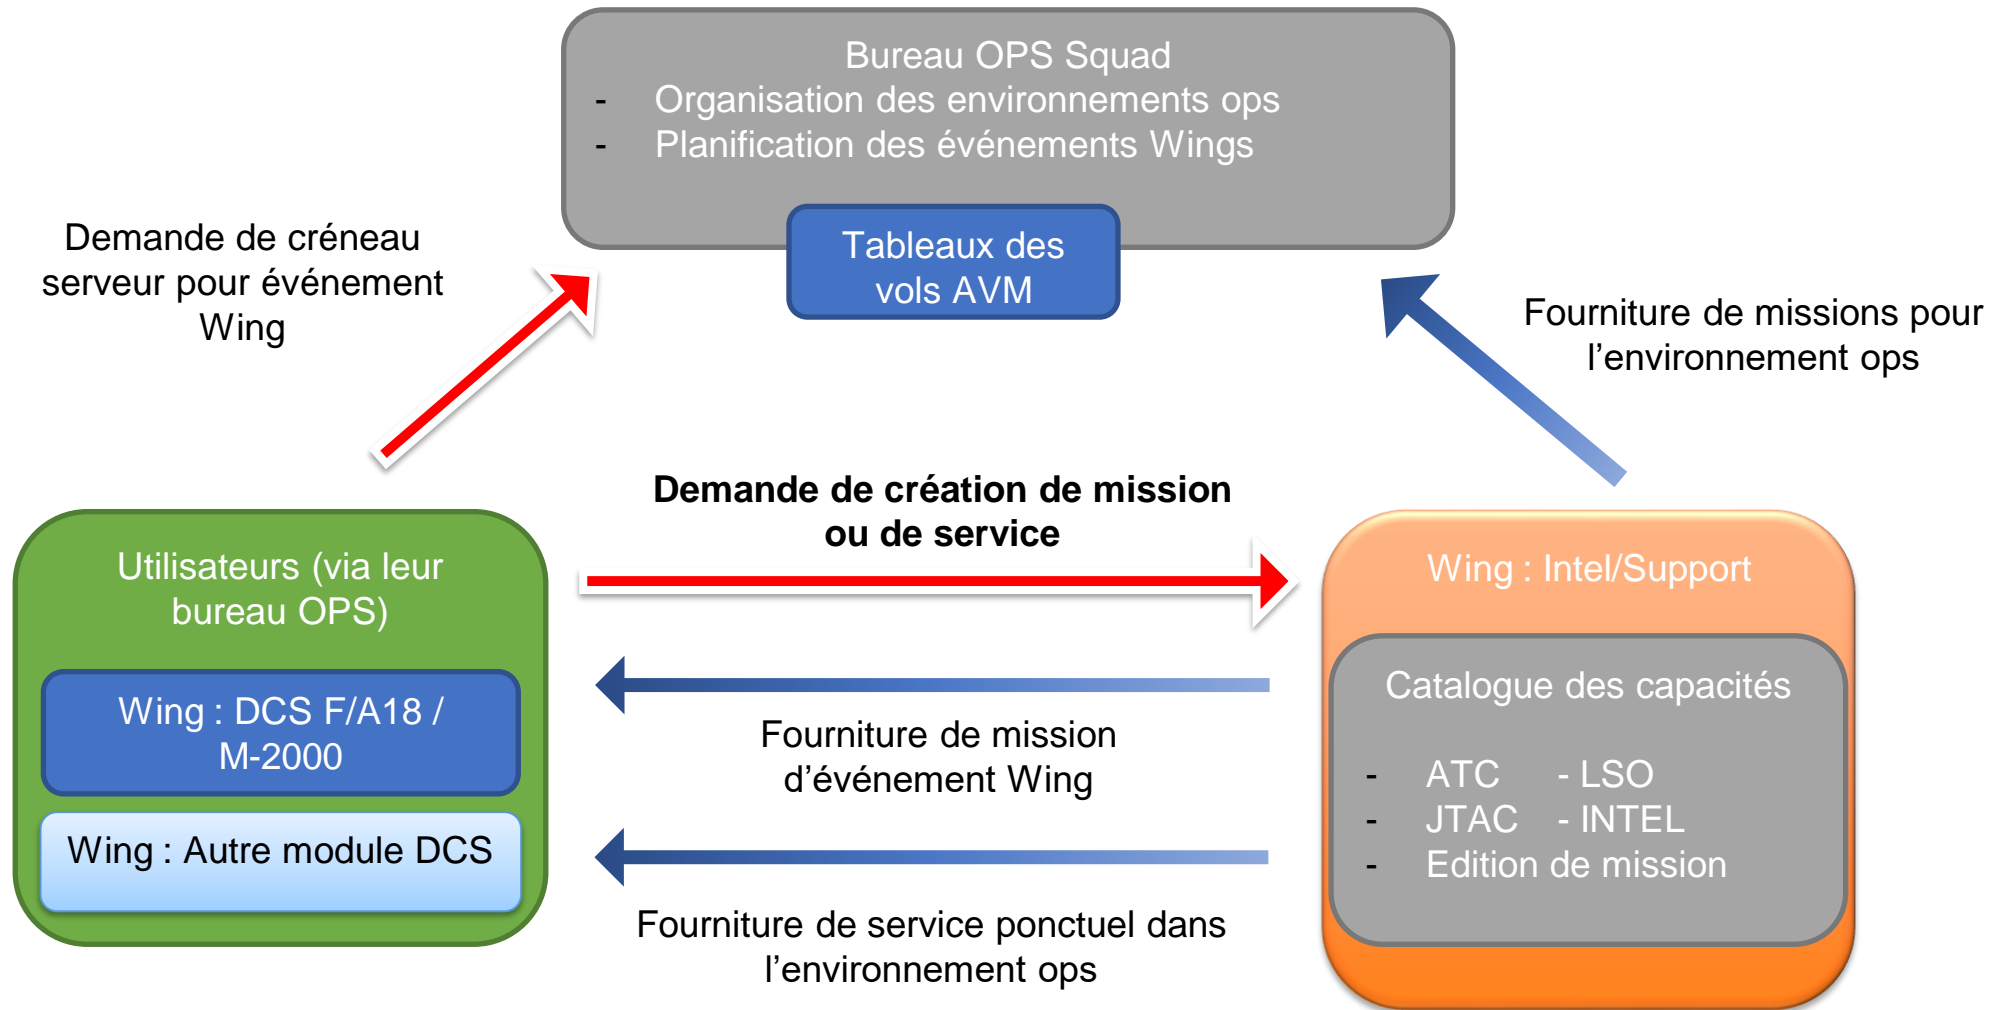 Bureau OPS Squad
- Organisation des environnements ops
- Planification des événements Wings
Tableaux des
vols AVM
Demande de créneau
serveur pour événement
Wing
Fourniture de missions pour
l’environnement ops
Demande de création de mission
ou de service
Utilisateurs (via leur
bureau OPS)
Wing : DCS F/A18 /
M-2000
Wing : Autre module DCS
Fourniture de mission
d’événement Wing
Fourniture de service ponctuel dans
l’environnement ops
Wing : Intel/Support
Catalogue des capacités
- ATC - LSO
- JTAC - INTEL
- Edition de mission